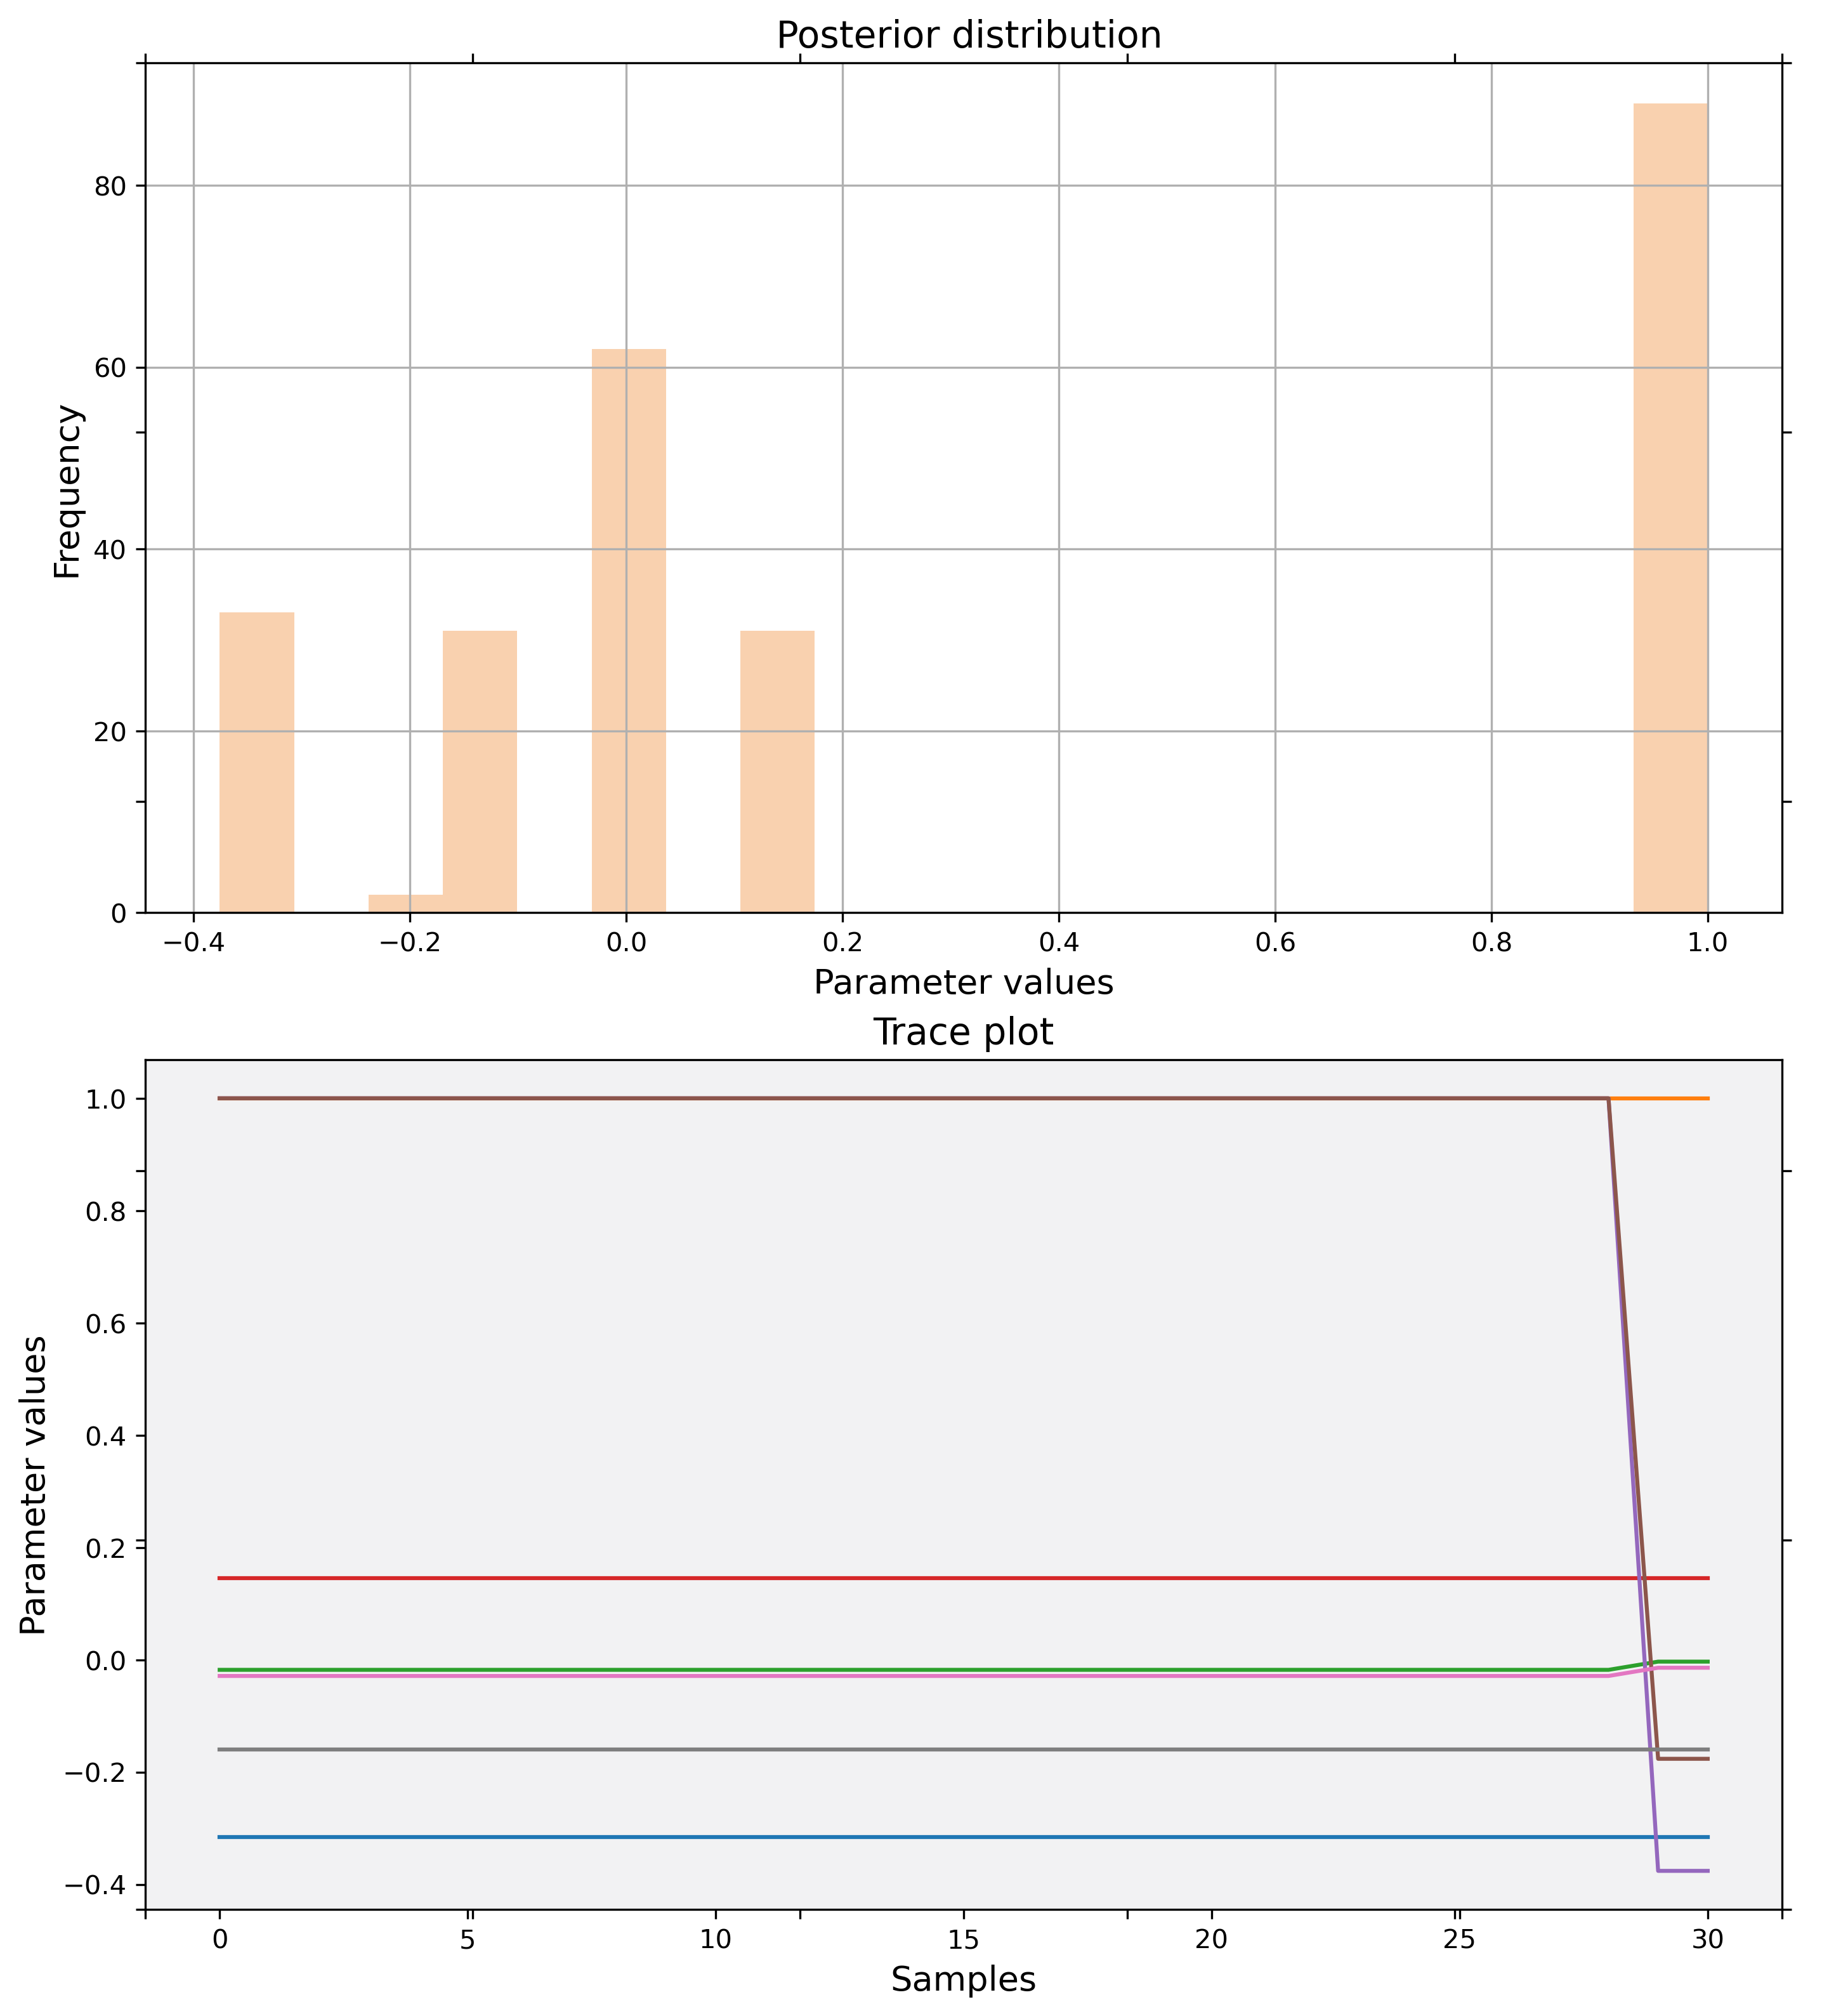 Posterior distribution
Frequency
80
60
40
20
0
−0.4 −0.2 0.0 0.2 0.4 0.6 0.8 1.0
Parameter values
Trace plot
Parameter values
1.0
0.8
0.6
0.4
0.2
0.0
−0.2
−0.4
0 5 10 15 20 25 30
Samples